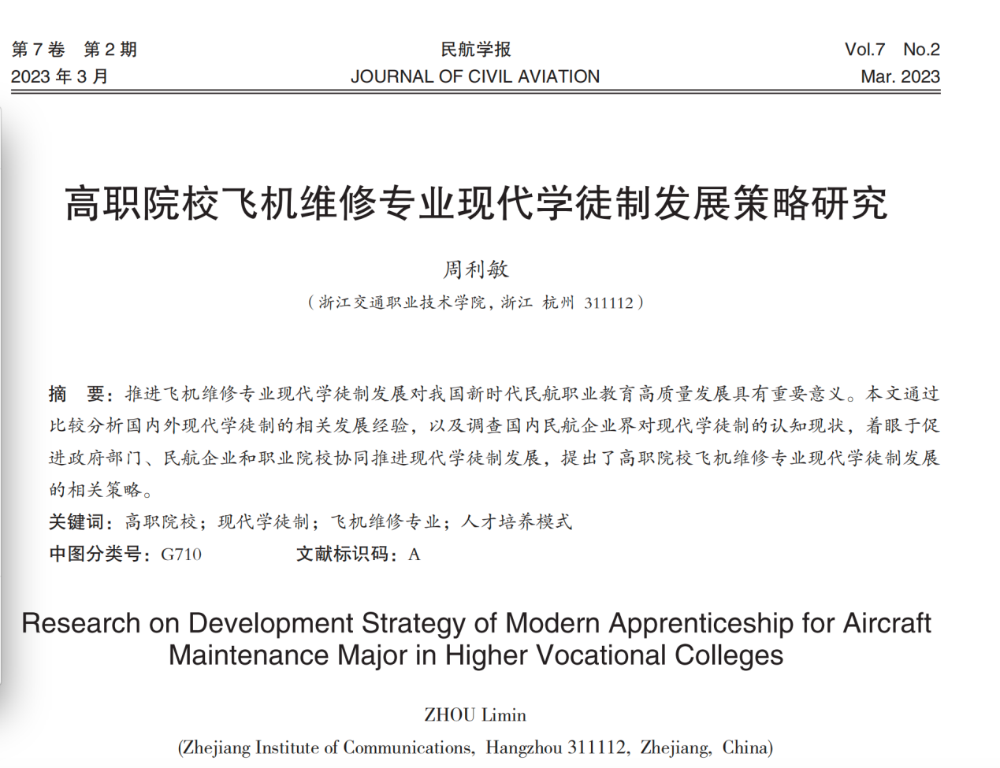 第 7 卷　第 2 期　民航学报　Vol.7　No.2
2023 年 3 月　JOURNAL OF CIVIL AVIATION　Mar. 2023
高职院校飞机维修专业现代学徒制发展策略研究
周利敏
（浙江交通职业技术学院，浙江 杭州 311112）
摘　要：推进飞机维修专业现代学徒制发展对我国新时代民航职业教育高质量发展具有重要意义。本文通过
比较分析国内外现代学徒制的相关发展经验，以及调查国内民航企业界对现代学徒制的认知现状，着眼于促
进政府部门、民航企业和职业院校协同推进现代学徒制发展，提出了高职院校飞机维修专业现代学徒制发展
的相关策略。
关键词：高职院校；现代学徒制；飞机维修专业；人才培养模式
中图分类号：G710　文献标识码：A
Research on Development Strategy of Modern Apprenticeship for Aircraft
Maintenance Major in Higher Vocational Colleges
ZHOU Limin
(Zhejiang Institute of Communications, Hangzhou 311112, Zhejiang, China)